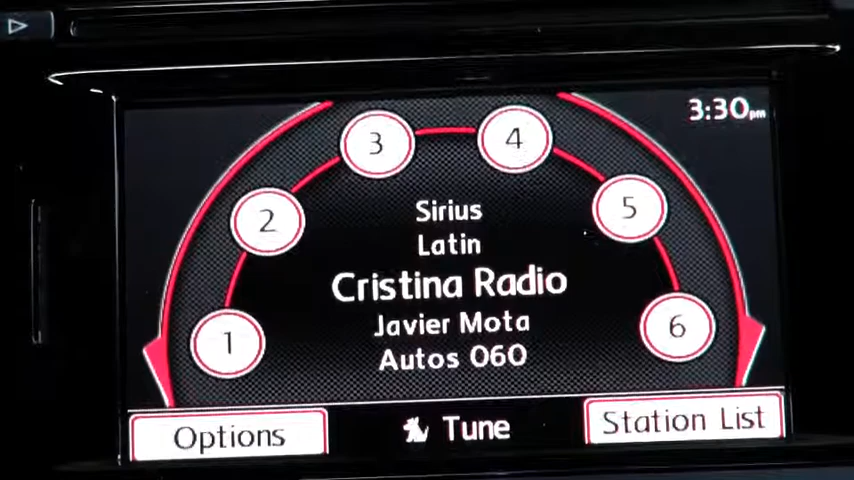 3:30pm
3
4
2
5
1
6
Sirius
Latin
Cristina Radio
Javier Mota
Autos 060
Options
Tune
Station List